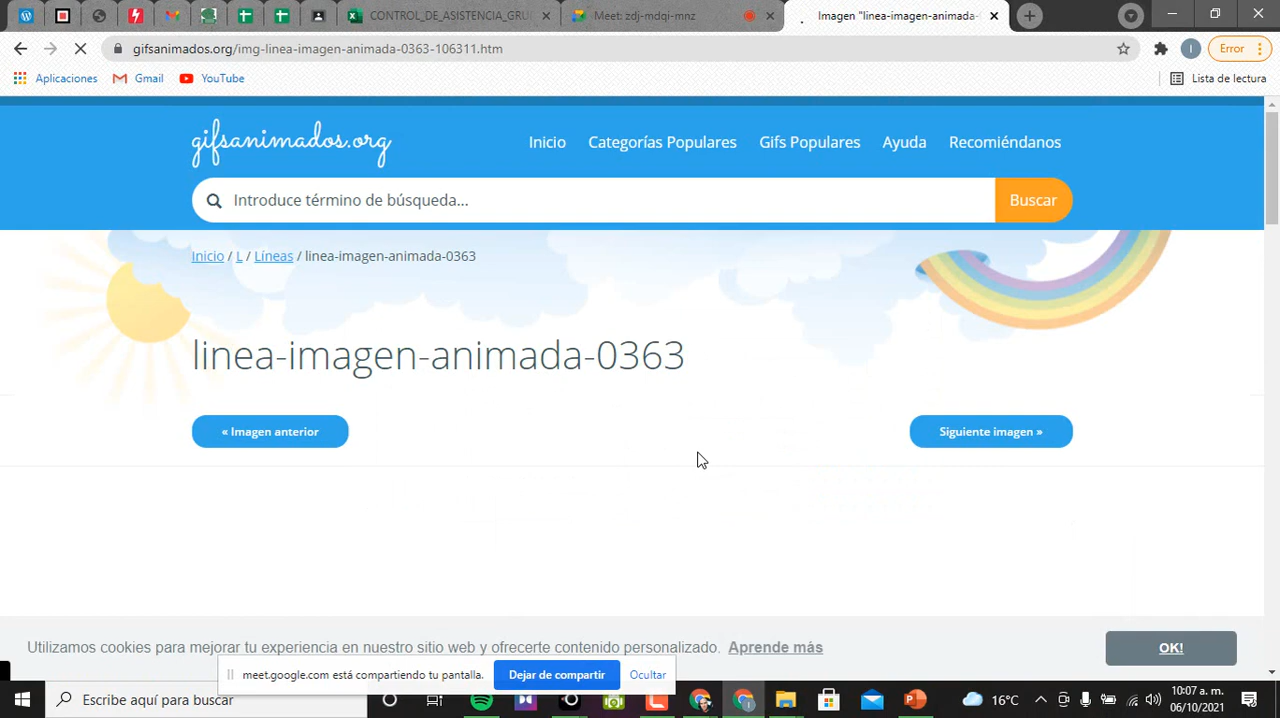 CONTROL_DE_ASISTENCIA_GRU
Meet: zdj-mdqi-mnz
Imagen "linea-imagen-animada-
gifsanimados.org/img-linea-imagen-animada-0363-106311.htm
I
Error
Aplicaciones
Gmail
YouTube
Lista de lectura
gifsanimados.org
Inicio
Categorías Populares
Gifs Populares
Ayuda
Recomiéndanos
Introduce término de búsqueda...
Buscar
Inicio / L / Líneas / linea-imagen-animada-0363
linea-imagen-animada-0363
« Imagen anterior
Siguiente imagen »
Utilizamos cookies para mejorar tu experiencia en nuestro sitio web y ofrecerte contenido personalizado. Aprende más
OK!
meet.google.com está compartiendo tu pantalla.
Dejar de compartir
Ocultar
Escribe aquí para buscar
16°C
10:07 a. m.
06/10/2021